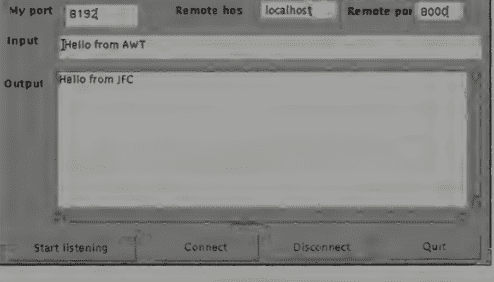 My port 8192 Remote hos localhost Remote por 8000
Input Hello from AWT
Output Hello from JFC
Start listening Connect Disconnect Quit